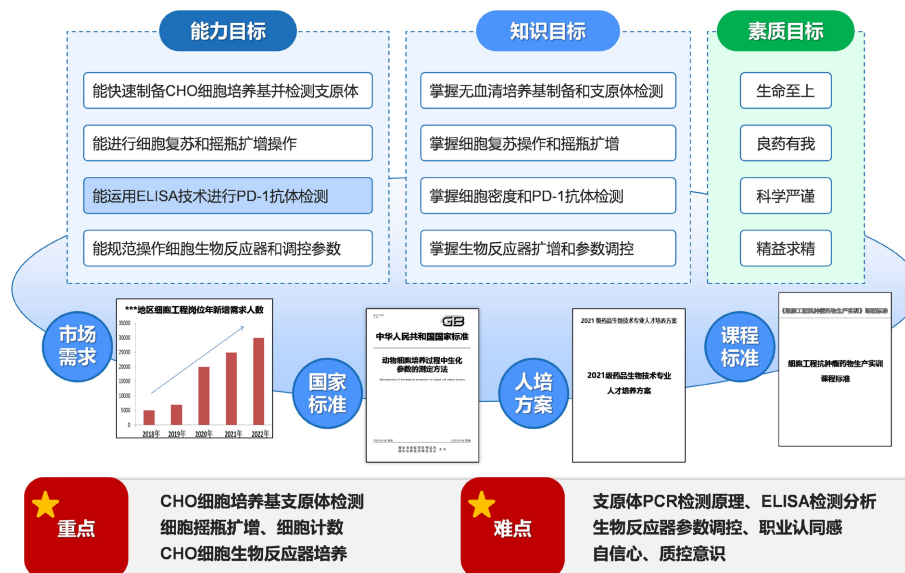 能力目标
知识目标
素质目标
能快速制备CHO细胞培养基并检测支原体
掌握无血清培养基制备和支原体检测
生命至上
能进行细胞复苏和摇瓶扩增操作
掌握细胞复苏操作和摇瓶扩增
良药有我
能运用ELISA技术进行PD-1抗体检测
掌握细胞密度和PD-1抗体检测
科学严谨
能规范操作细胞生物反应器和调控参数
掌握生物反应器扩增和参数调控
精益求精
市场
需求
***地区细胞工程岗位年新增需求人数
35000
30000
25000
20000
15000
10000
5000
0
2018年 2019年 2020年 2021年 2022年
国家
标准
GB
中华人民共和国国家标准
动物细胞培养过程中生化
参数的测定方法
人培
方案
2021 级药品生物技术专业人才培养方案
2021级药品生物技术专业
人才培养方案
课程
标准
《细胞工程抗肿瘤药物生产实训》课程标准
细胞工程抗肿瘤药物生产实训
课程标准
重点
CHO细胞培养基支原体检测
细胞摇瓶扩增、细胞计数
CHO细胞生物反应器培养
难点
支原体PCR检测原理、ELISA检测分析
生物反应器参数调控、职业认同感
自信心、质控意识